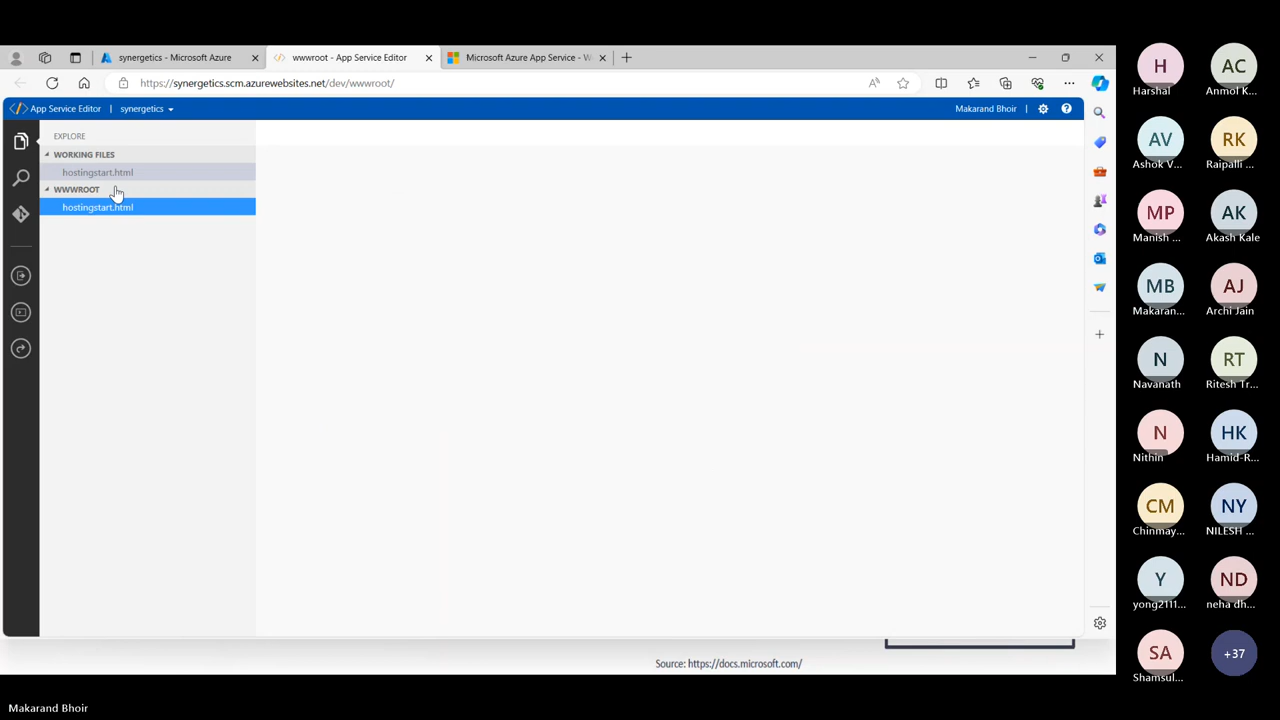 synergetics - Microsoft Azure
wwwroot - App Service Editor
Microsoft Azure App Service - W
https://synergetics.scm.azurewebsites.net/dev/wwwroot/
App Service Editor | synergetics
Makarand Bhoir
EXPLORE
WORKING FILES
hostingstart.html
WWWROOT
hostingstart.html
Source: https://docs.microsoft.com/
Makarand Bhoir
H
Harshal
AC
Anmol K...
AV
Ashok V...
RK
Raipalli ...
MP
Manish ...
AK
Akash Kale
MB
Makaran...
AJ
Archi Jain
N
Navanath
RT
Ritesh Tr...
N
Nithin
HK
Hamid-R...
CM
Chinmay...
NY
NILESH ...
Y
yong2111...
ND
neha dh...
SA
Shamsul...
+37